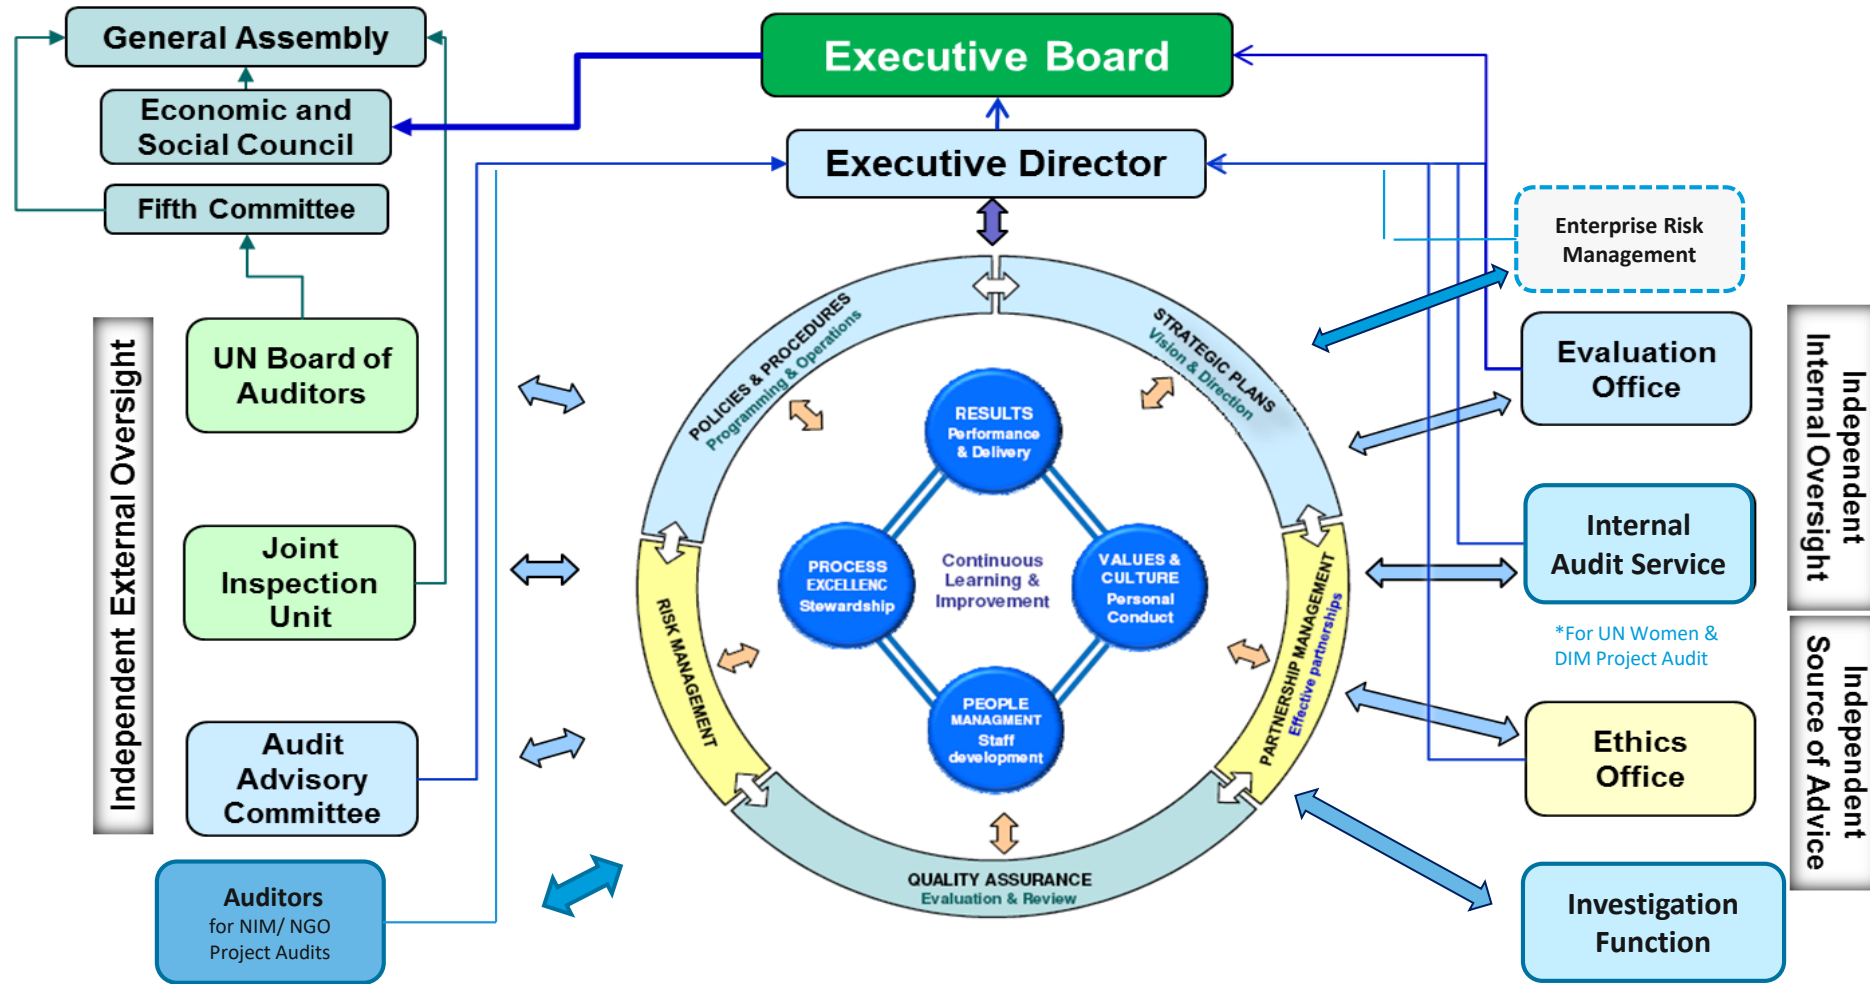 General Assembly
Executive Board
Economic and
Social Council
Executive Director
Fifth Committee
Enterprise Risk
Management
Independent External Oversight
UN Board of
Auditors
Joint
Inspection
Unit
Audit
Advisory
Committee
Auditors
for NIM/ NGO
Project Audits
POLICIES & PROCEDURES
Programming & Operations
STRATEGIC PLANS
Vision & Direction
RISK MANAGEMENT
PARTNERSHIP MANAGEMENT
Effective partnerships
QUALITY ASSURANCE
Evaluation & Review
RESULTS
Performance
& Delivery
PROCESS
EXCELLENC
Stewardship
Continuous
Learning &
Improvement
VALUES &
CULTURE
Personal
Conduct
PEOPLE
MANAGMENT
Staff
development
Evaluation
Office
Internal
Audit Service
*For UN Women &
DIM Project Audit
Ethics
Office
Investigation
Function
Independent
Internal Oversight
Independent
Source of Advice